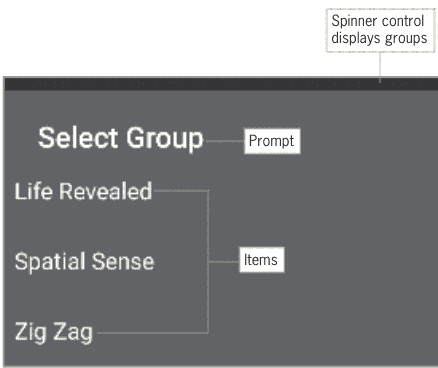 Spinner control
displays groups
Select Group
Prompt
Life Revealed
Spatial Sense
Items
Zig Zag